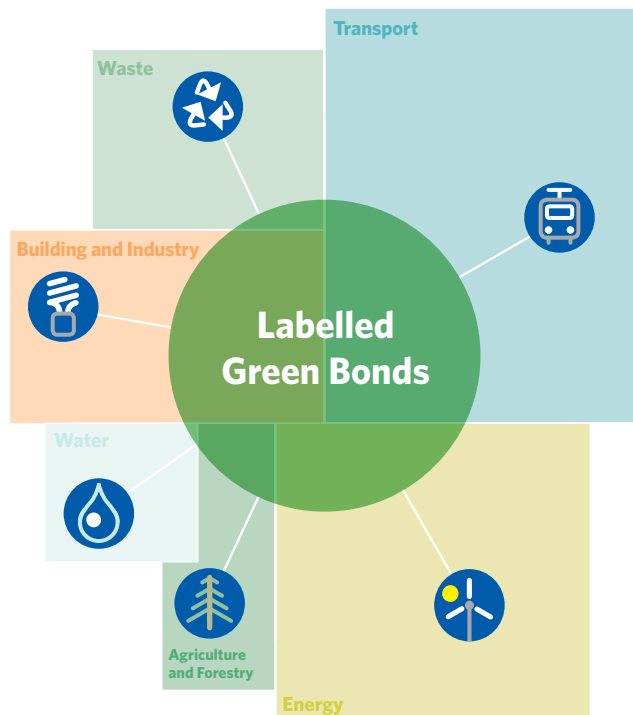 Transport
Waste
Building and Industry
Labelled
Green Bonds
Water
Agriculture
and Forestry
Energy